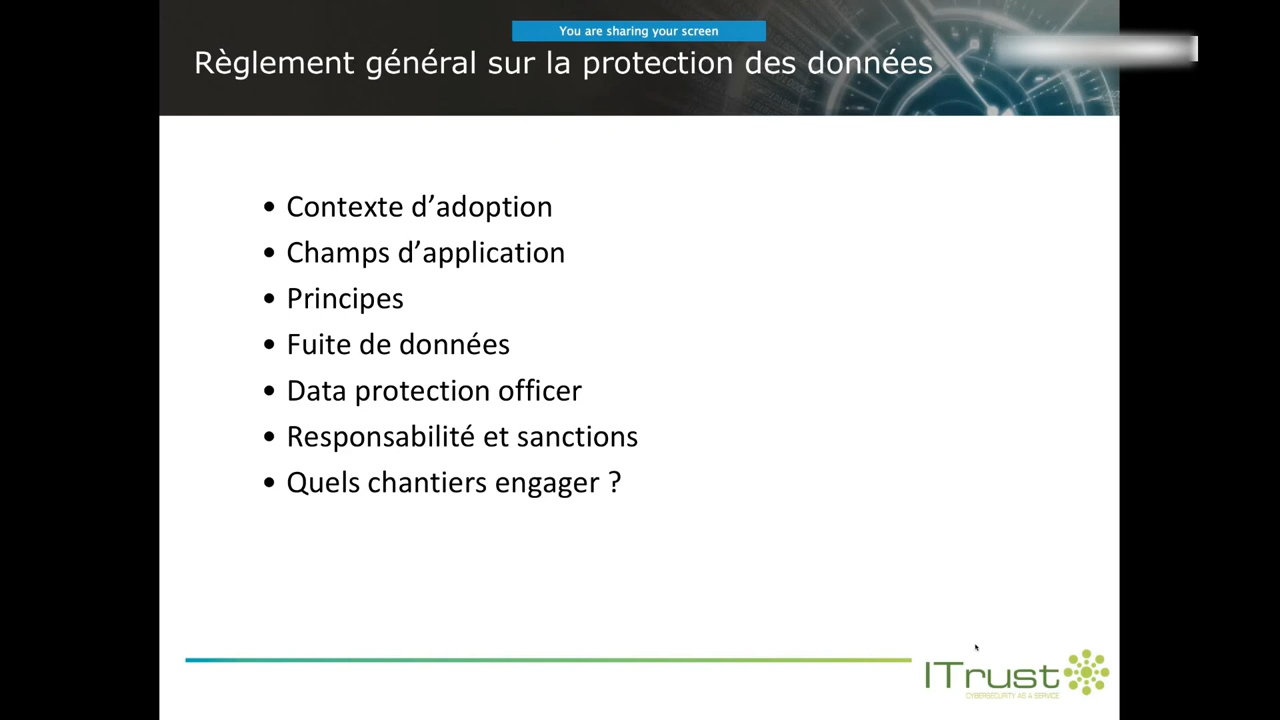 You are sharing your screen
Règlement général sur la protection des données
• Contexte d’adoption
• Champs d’application
• Principes
• Fuite de données
• Data protection officer
• Responsabilité et sanctions
• Quels chantiers engager ?
ITrust
CYBERSECURITY AS A SERVICE